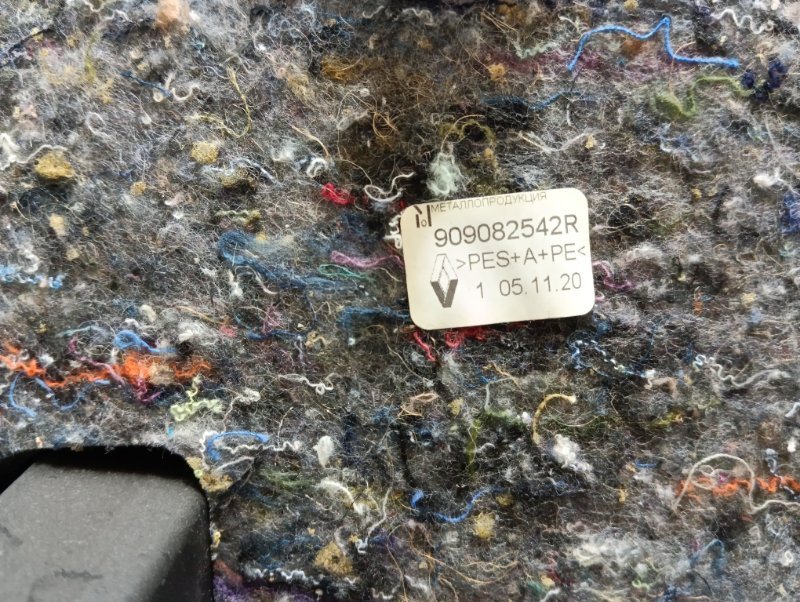 МЕТАЛЛОПРОДУКЦИЯ
909082542R
>PES+A+PE<
1 05.11.20